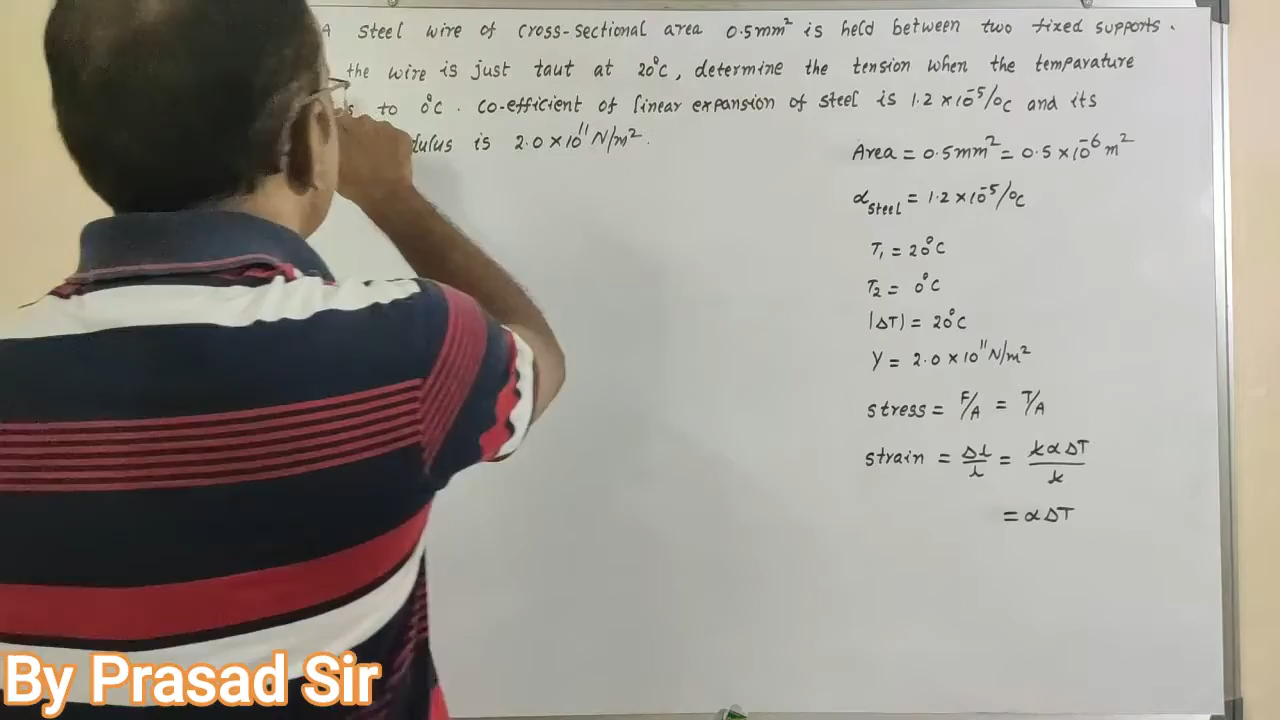 A steel wire of cross-sectional area 0.5mm² is held between two fixed supports.
the wire is just taut at 20°C, determine the tension when the temparature
s to 0°C. co-efficient of linear expansion of steel is 1.2 × 10⁻⁵/°C and its
dulus is 2.0 × 10¹¹ N/m².
Area = 0.5mm² = 0.5 × 10⁻⁶ m²
α steel = 1.2 × 10⁻⁵/°C
T₁ = 20°C
T₂ = 0°C
|ΔT| = 20°C
Y = 2.0 × 10¹¹ N/m²
stress = F/A = T/A
strain = Δl/l = lαΔT/l
= αΔT
By Prasad Sir